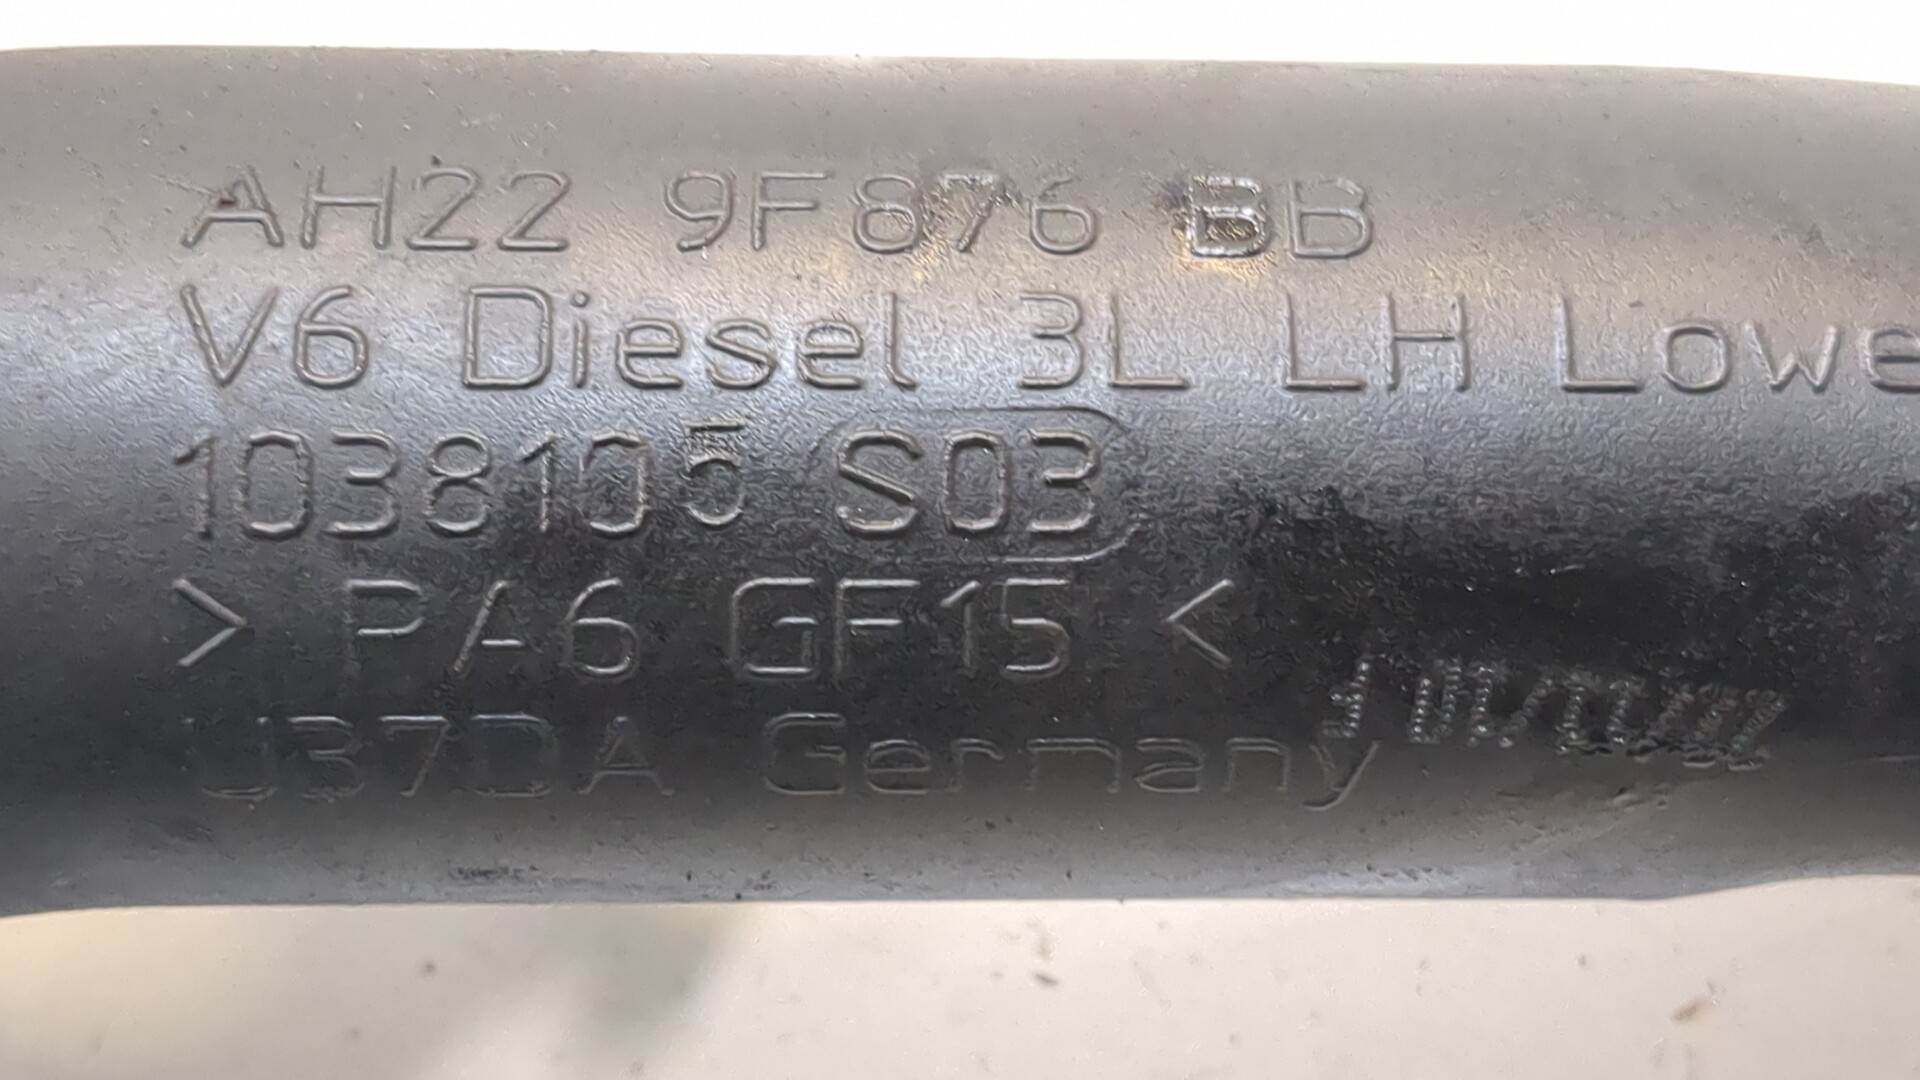 AH22 9F876 BB
V6 Diesel 3L LH Lowe
1038105 S03
> PA6 GF15 <
U37DA Germany